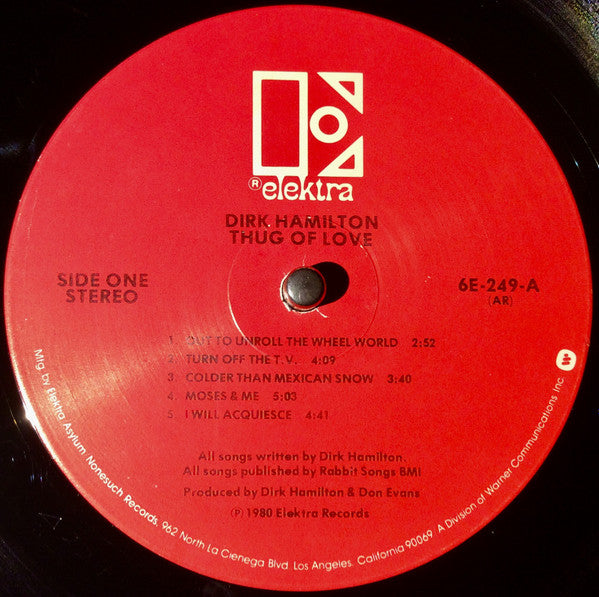 ® elektra
DIRK HAMILTON
THUG OF LOVE
SIDE ONE
STEREO
6E-249-A
(AR)
1. OUT TO UNROLL THE WHEEL WORLD 2:52
2. TURN OFF THE T.V. 4:09
3. COLDER THAN MEXICAN SNOW 3:40
4. MOSES & ME 5:03
5. I WILL ACQUIESCE 4:41
All songs written by Dirk Hamilton.
All songs published by Rabbit Songs BMI
Produced by Dirk Hamilton & Don Evans
℗ 1980 Elektra Records
Mfg. by Elektra Asylum Nonesuch Records, 962 North La Cienega Blvd. Los Angeles, California 90069 A Division of Warner Communications Inc.